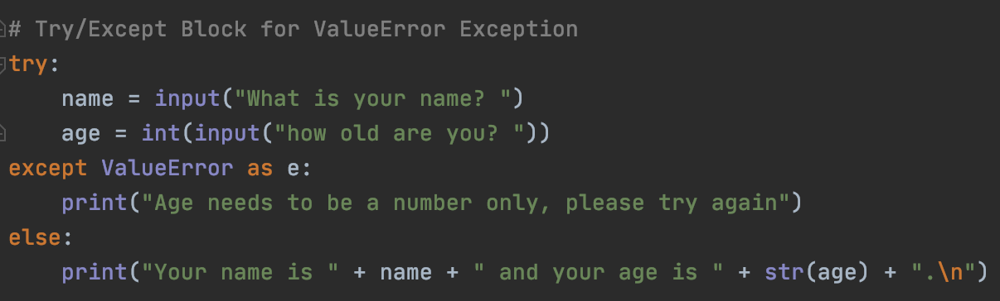 # Try/Except Block for ValueError Exception
try:
    name = input("What is your name? ")
    age = int(input("how old are you? "))
except ValueError as e:
    print("Age needs to be a number only, please try again")
else:
    print("Your name is " + name + " and your age is " + str(age) + ".\n")